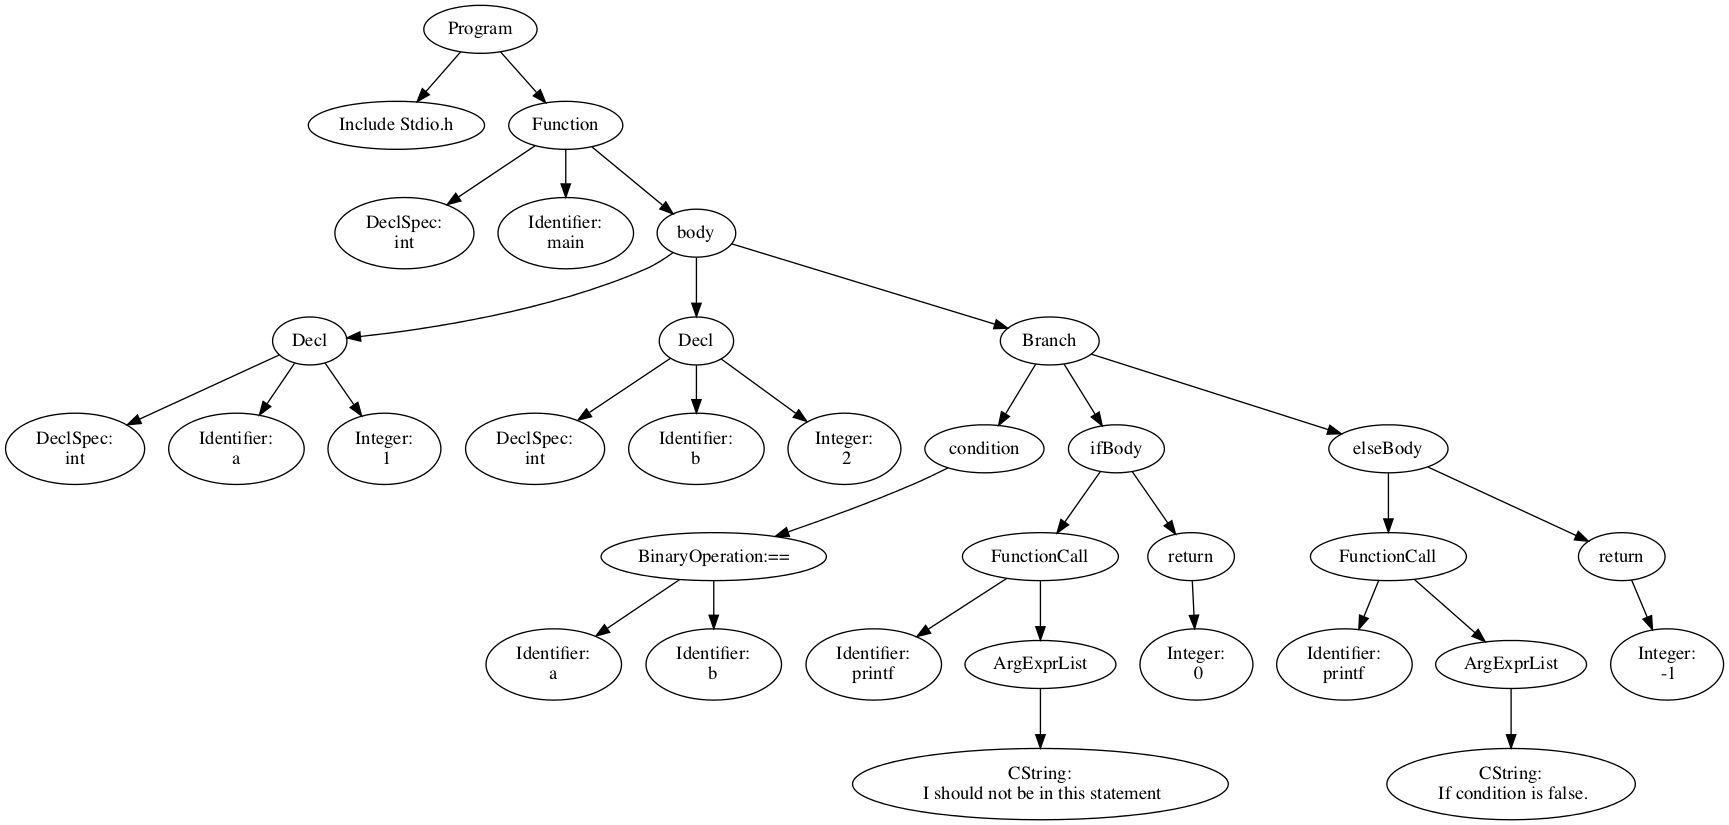 Program
Include Stdio.h
Function
DeclSpec:
int
Identifier:
main
body
Decl
Decl
Branch
DeclSpec:
int
Identifier:
a
Integer:
1
DeclSpec:
int
Identifier:
b
Integer:
2
condition
ifBody
elseBody
BinaryOperation:==
FunctionCall
return
FunctionCall
return
Identifier:
a
Identifier:
b
Identifier:
printf
ArgExprList
Integer:
0
Identifier:
printf
ArgExprList
Integer:
-1
CString:
I should not be in this statement
CString:
If condition is false.